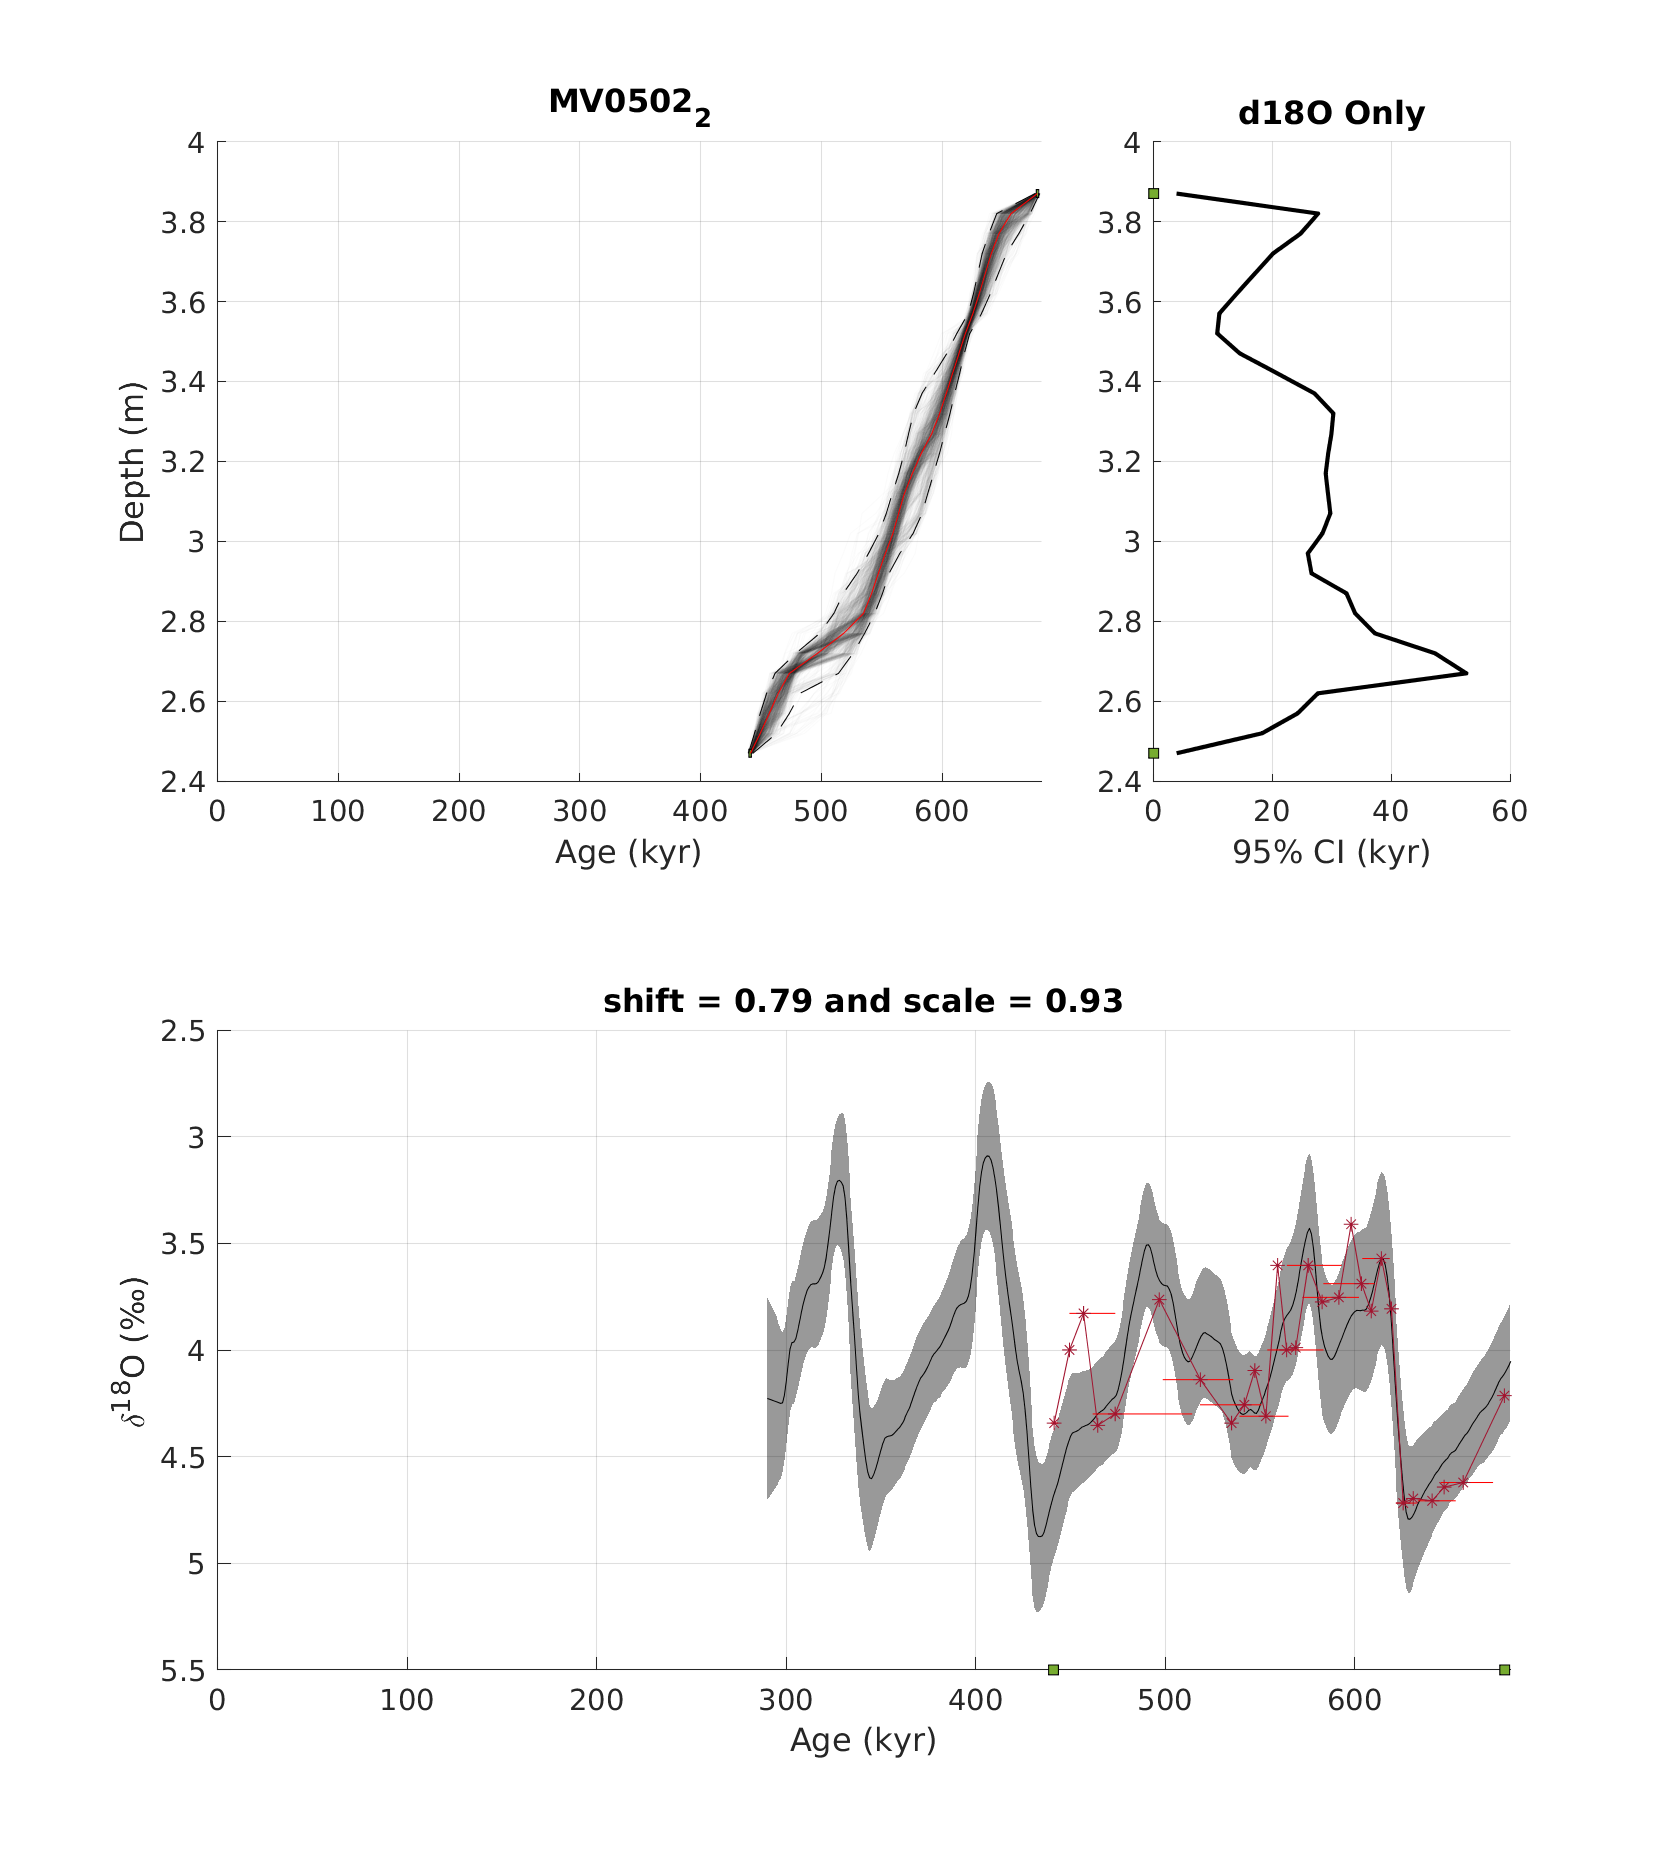 MV0502₂
d18O Only
4
3.8
3.6
3.4
3.2
3
2.8
2.6
2.4
Depth (m)
0 100 200 300 400 500 600
Age (kyr)
4
3.8
3.6
3.4
3.2
3
2.8
2.6
2.4
0 20 40 60
95% CI (kyr)
shift = 0.79 and scale = 0.93
2.5
3
3.5
4
4.5
5
5.5
δ¹⁸O (‰)
0 100 200 300 400 500 600
Age (kyr)